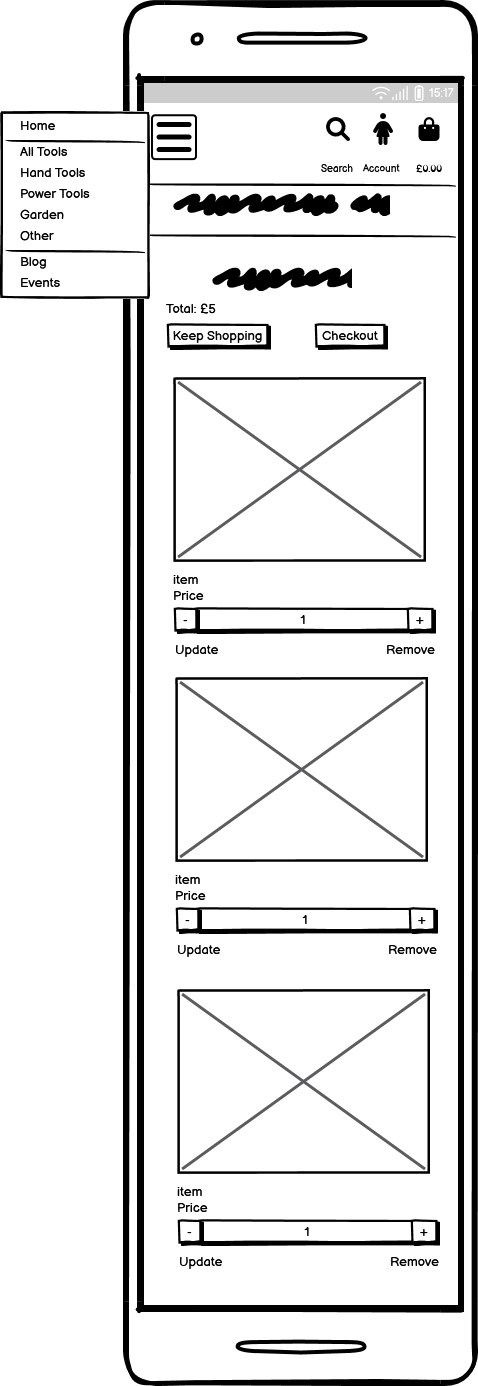 15:17
Home
All Tools
Hand Tools
Power Tools
Garden
Other
Blog
Events
Search Account £0.00
Total: £5
Keep Shopping Checkout
item
Price
- 1 +
Update Remove
item
Price
- 1 +
Update Remove
item
Price
- 1 +
Update Remove